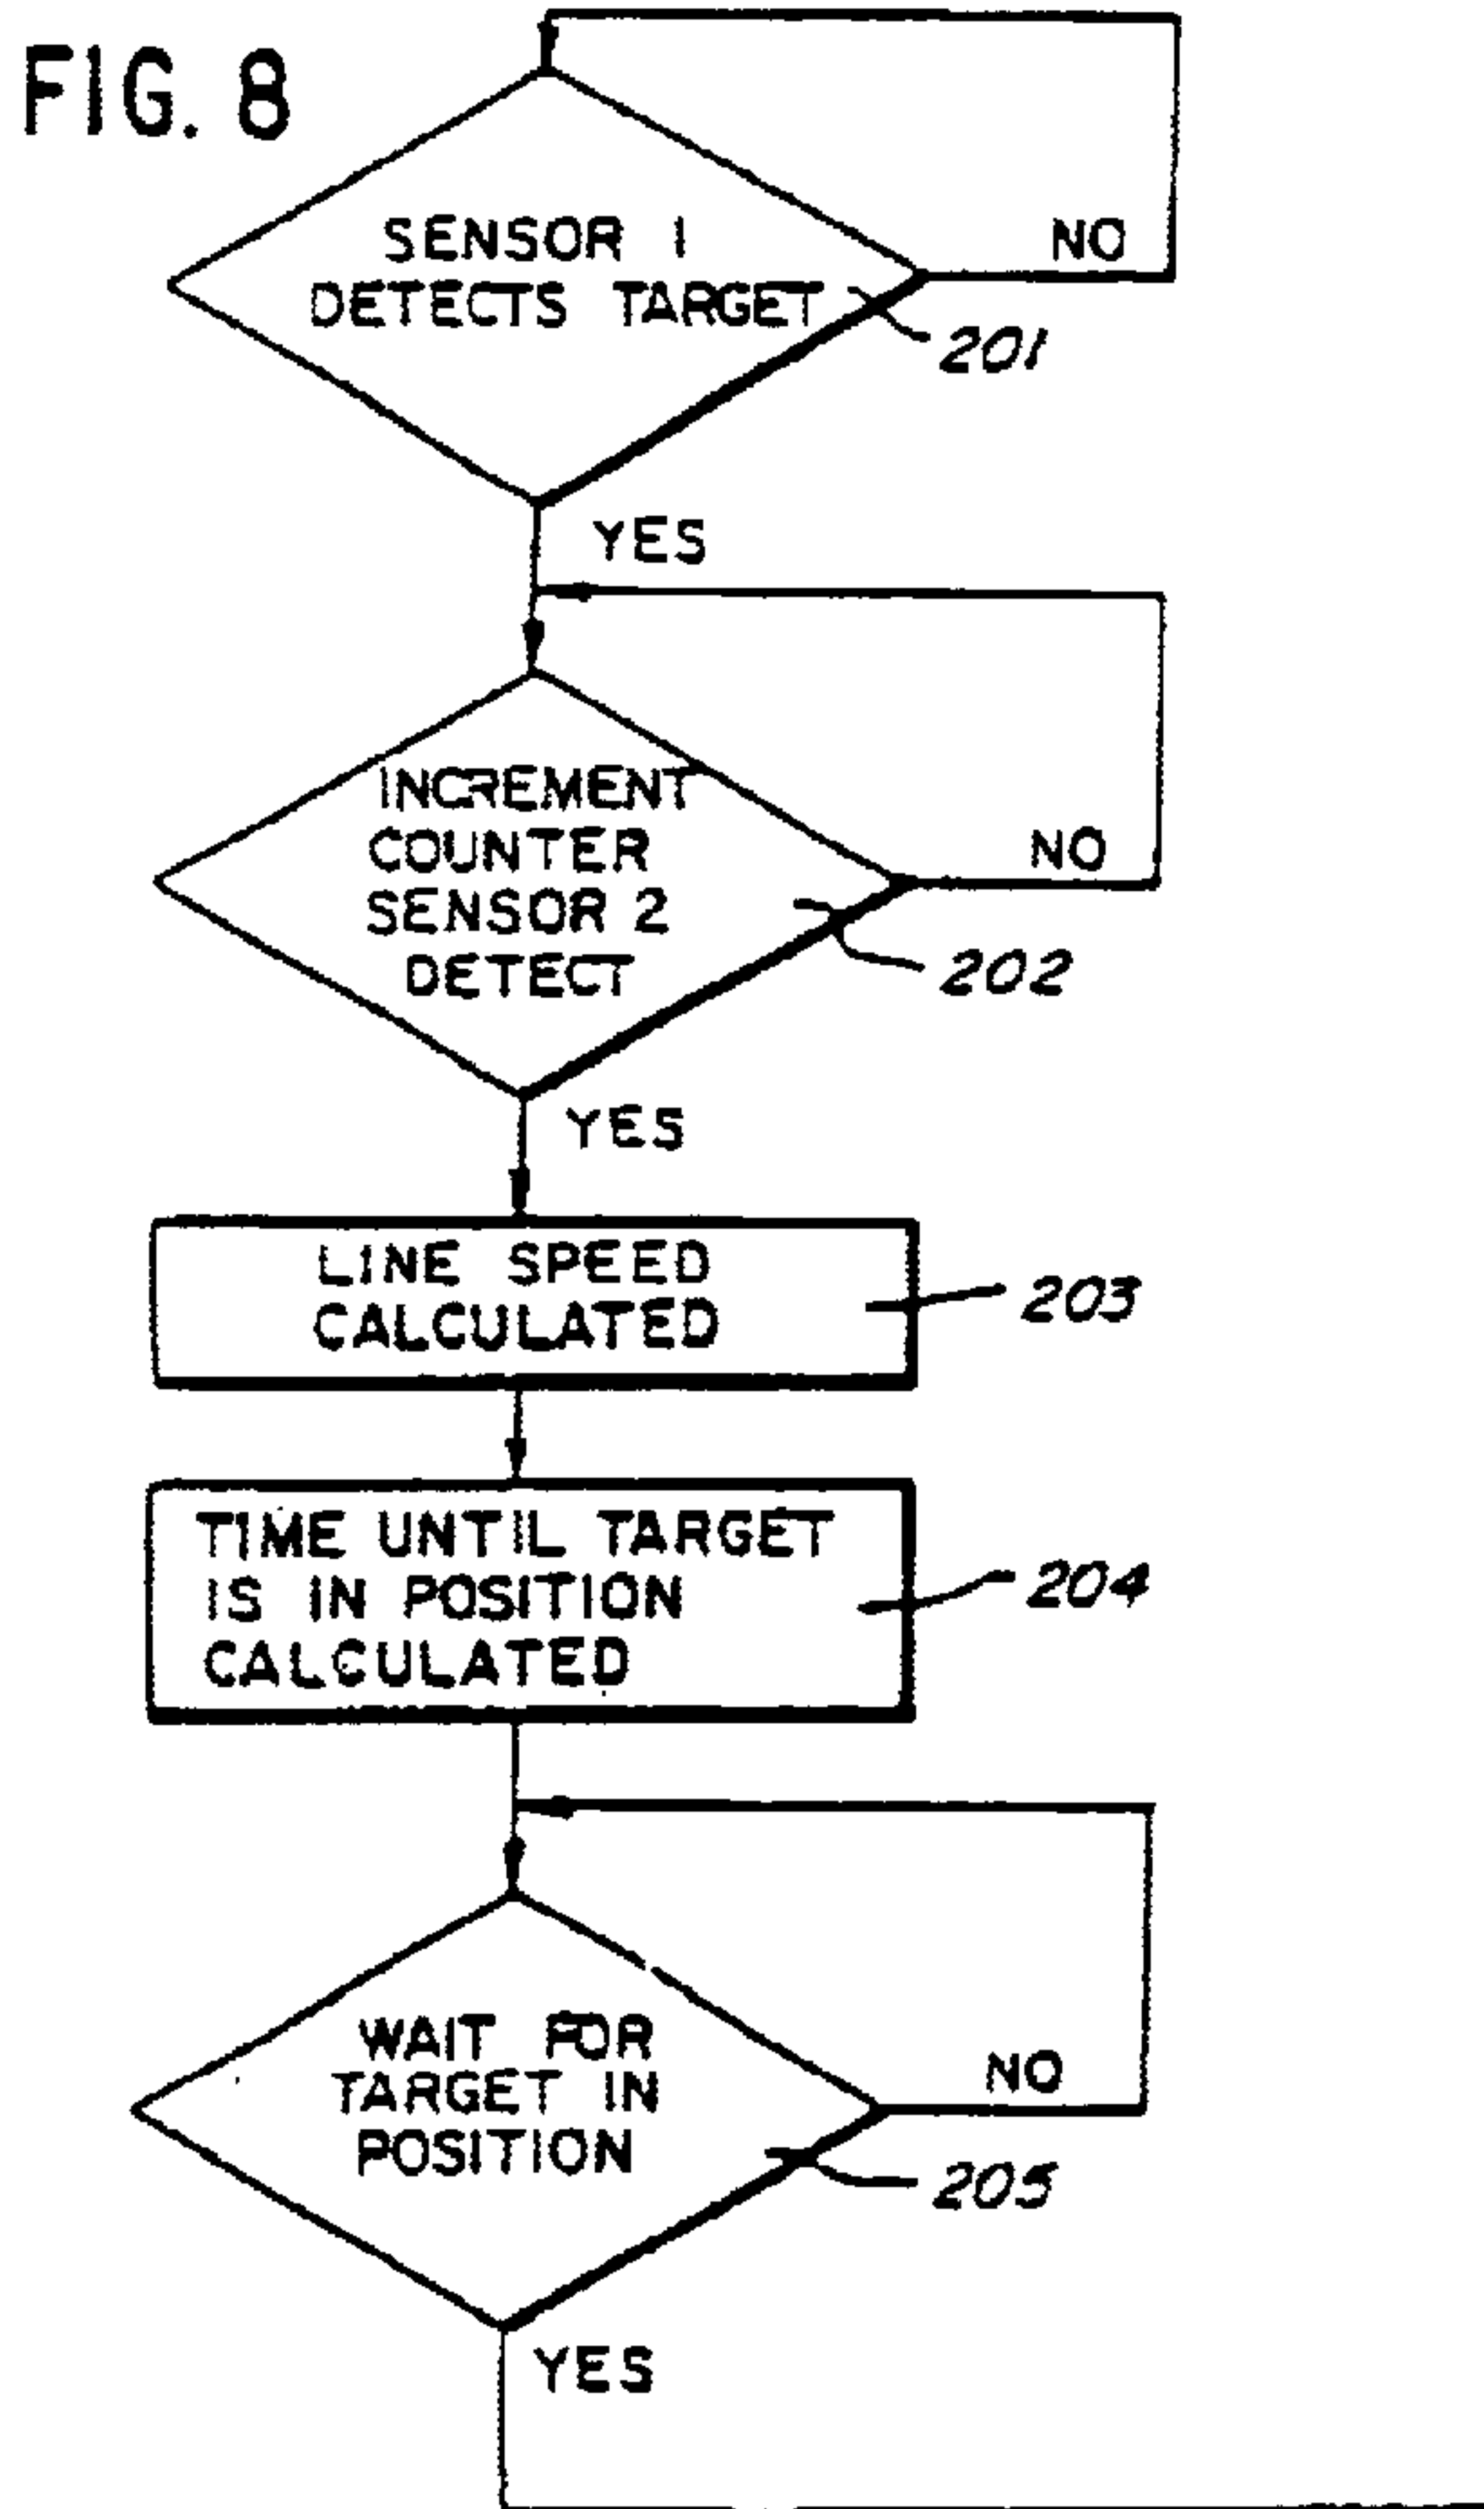 FIG. 8
SENSOR 1
DETECTS TARGET
NO
201
YES
INCREMENT
COUNTER
SENSOR 2
DETECT
NO
202
YES
LINE SPEED
CALCULATED
203
TIME UNTIL TARGET
IS IN POSITION
CALCULATED
204
WAIT FOR
TARGET IN
POSITION
NO
205
YES